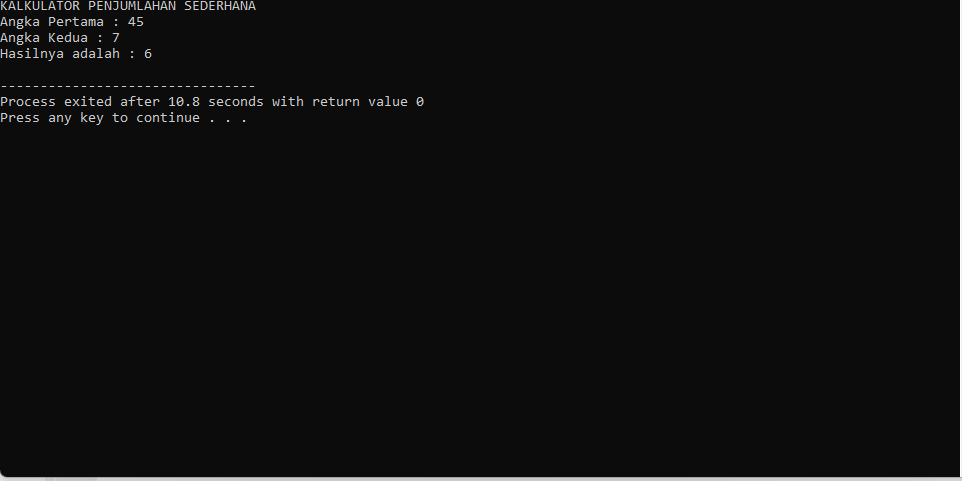 KALKULATOR PENJUMLAHAN SEDERHANA
Angka Pertama : 45
Angka Kedua : 7
Hasilnya adalah : 6
--------------------------------
Process exited after 10.8 seconds with return value 0
Press any key to continue . . .